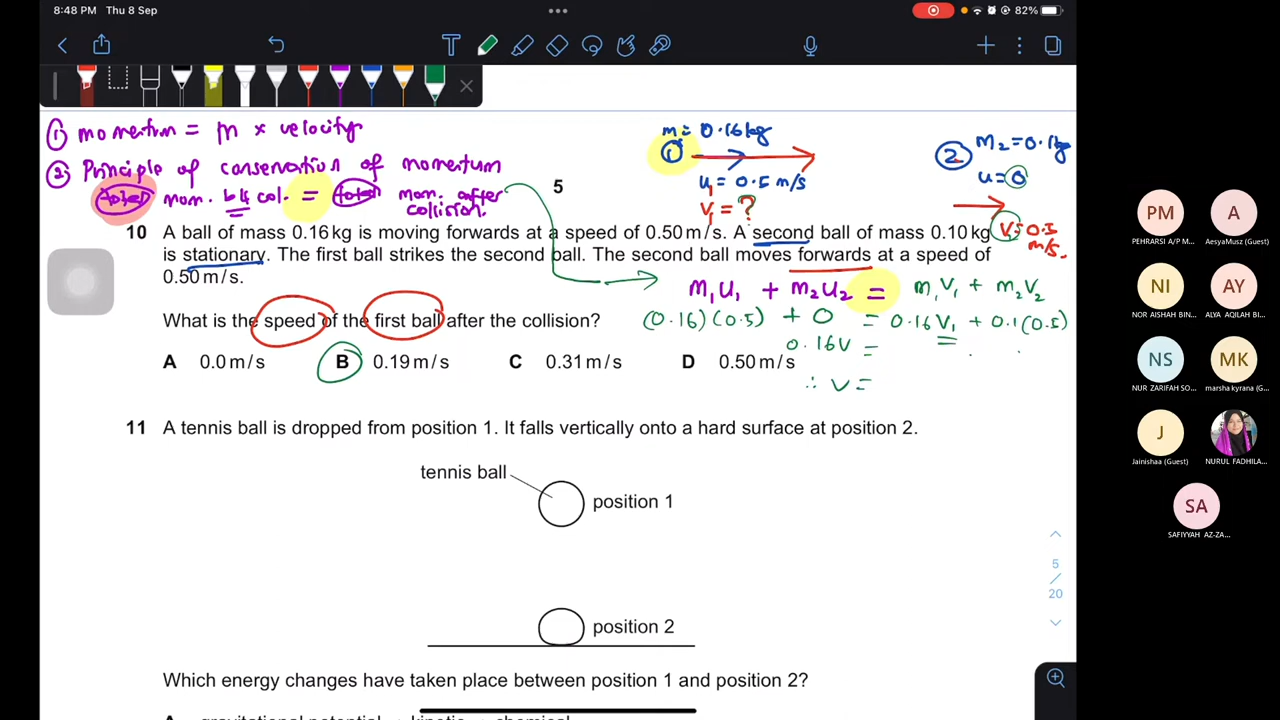 8:48 PM Thu 8 Sep
82%
① momentum = m × velocity
② Principle of conservation of momentum
total mom. b4 col. = total mom. after collision.
5
m = 0.16kg
①
u₁ = 0.5 m/s
V₁ = ?
② m₂ = 0.1kg
u = 0
V = 0.5 m/s.
10 A ball of mass 0.16 kg is moving forwards at a speed of 0.50 m/s. A second ball of mass 0.10 kg
is stationary. The first ball strikes the second ball. The second ball moves forwards at a speed of
0.50 m/s.
m₁u₁ + m₂u₂ = m₁V₁ + m₂V₂
(0.16)(0.5) + 0 = 0.16V₁ + 0.1(0.5)
0.16V =
∴ V =
What is the speed of the first ball after the collision?
A 0.0 m/s B 0.19 m/s C 0.31 m/s D 0.50 m/s
11 A tennis ball is dropped from position 1. It falls vertically onto a hard surface at position 2.
tennis ball
position 1
position 2
Which energy changes have taken place between position 1 and position 2?
A gravitational potential → kinetic → chemical
5
/
20
PM
PEHRARSI A/P M...
A
AesyaMusz (Guest)
NI
NOR AISHAH BIN...
AY
ALYA AQILAH BI...
NS
NUR ZARIFAH SO...
MK
marsha kyrana (G...
J
Jainishaa (Guest)
NURUL FADHILA...
SA
SAFIYYAH AZ-ZA...